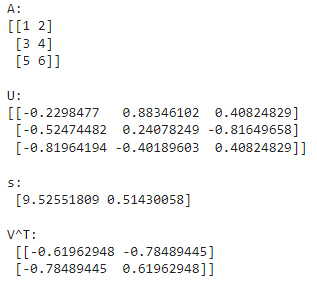 A:
[[1 2]
 [3 4]
 [5 6]]

U:
[[-0.2298477   0.88346102  0.40824829]
 [-0.52474482  0.24078249 -0.81649658]
 [-0.81964194 -0.40189603  0.40824829]]

s:
[9.52551809 0.51430058]

V^T:
[[-0.61962948 -0.78489445]
 [-0.78489445  0.61962948]]